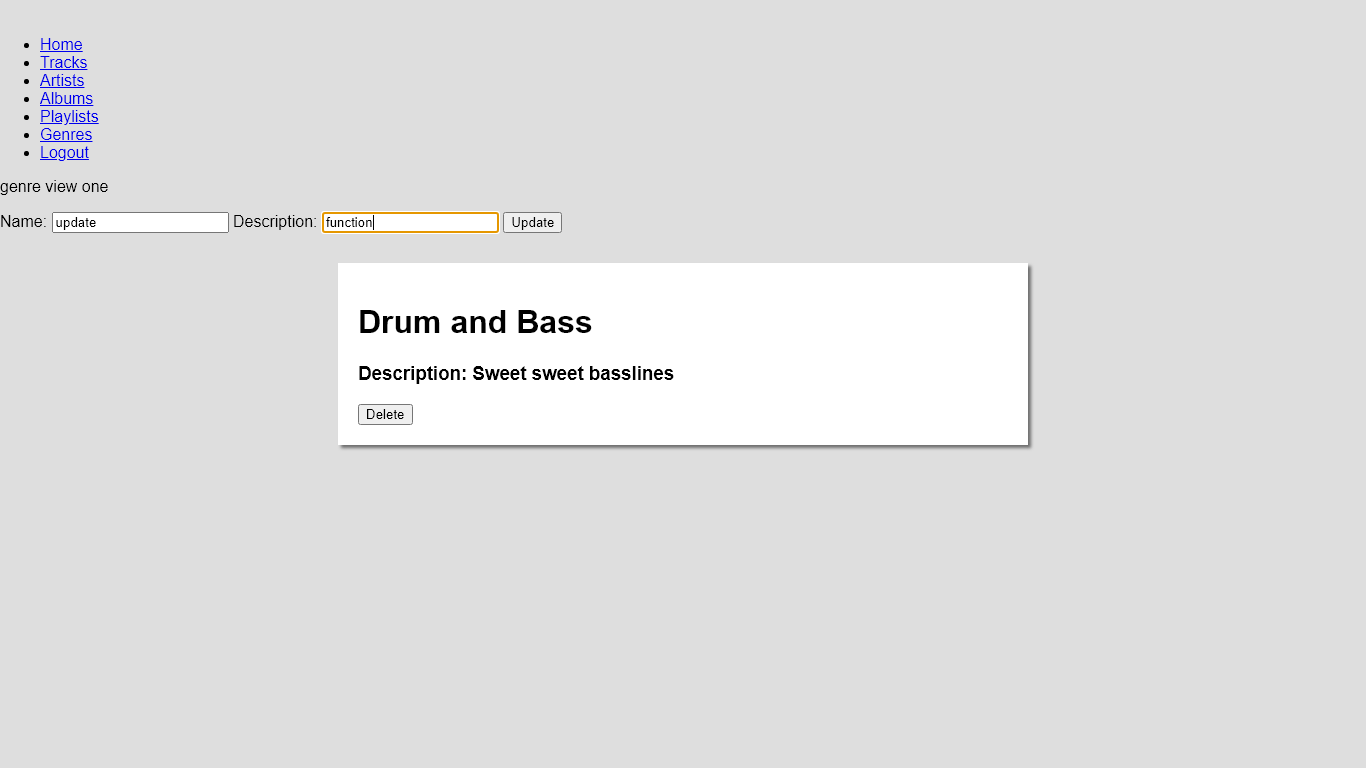 Home
Tracks
Artists
Albums
Playlists
Genres
Logout
genre view one
Name: update Description: function Update
Drum and Bass
Description: Sweet sweet basslines
Delete